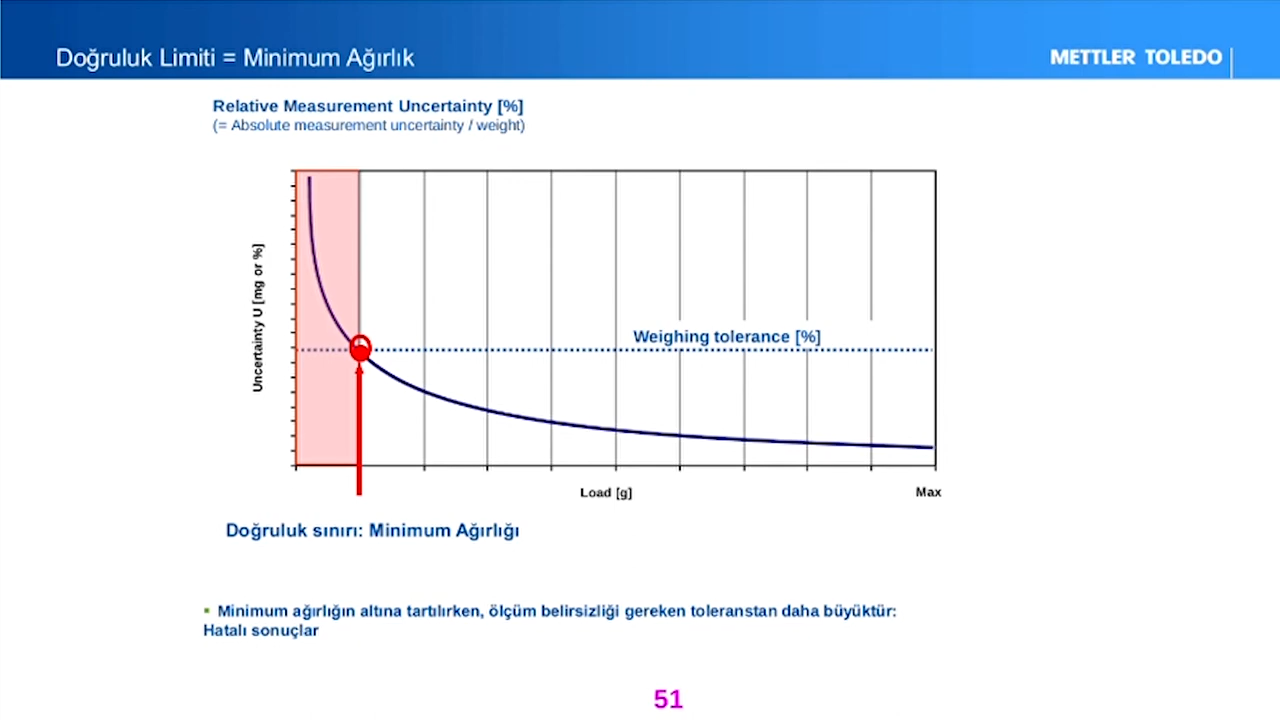 Doğruluk Limiti = Minimum Ağırlık
METTLER TOLEDO
Relative Measurement Uncertainty [%]
(= Absolute measurement uncertainty / weight)
Uncertainty U [mg or %]
Weighing tolerance [%]
Load [g]
Max
Doğruluk sınırı: Minimum Ağırlığı
▪ Minimum ağırlığın altına tartılırken, ölçüm belirsizliği gereken toleranstan daha büyüktür:
Hatalı sonuçlar
51